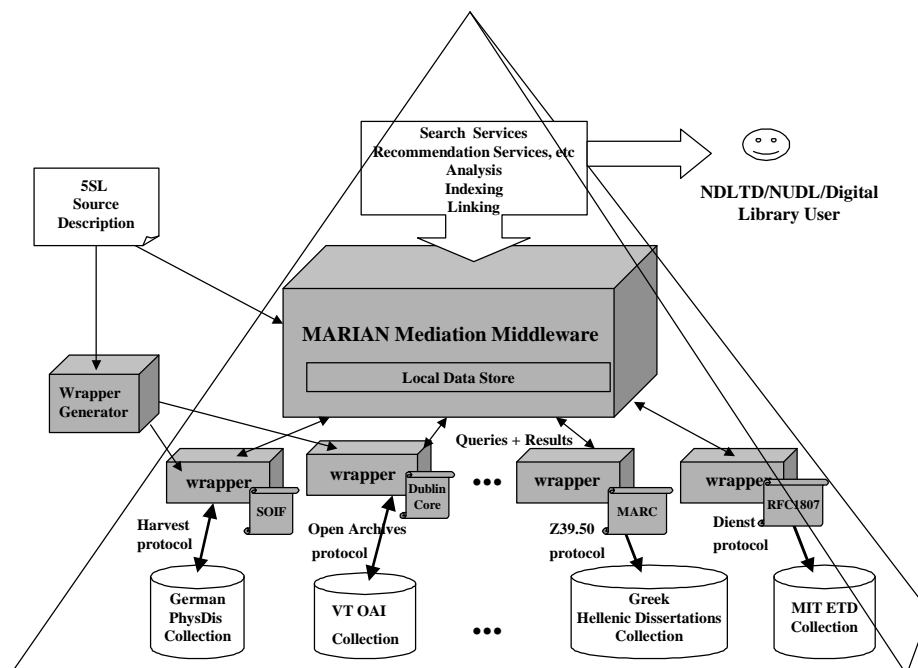 Search Services
Recommendation Services, etc
Analysis
Indexing
Linking
NDLTD/NUDL/Digital
Library User
5SL
Source
Description
MARIAN Mediation Middleware
Local Data Store
Wrapper
Generator
Queries + Results
wrapper
SOIF
wrapper
Dublin
Core
•••
wrapper
MARC
wrapper
RFC1807
Harvest
protocol
Open Archives
protocol
Z39.50
protocol
Dienst
protocol
German
PhysDis
Collection
VT OAI
Collection
•••
Greek
Hellenic Dissertations
Collection
MIT ETD
Collection